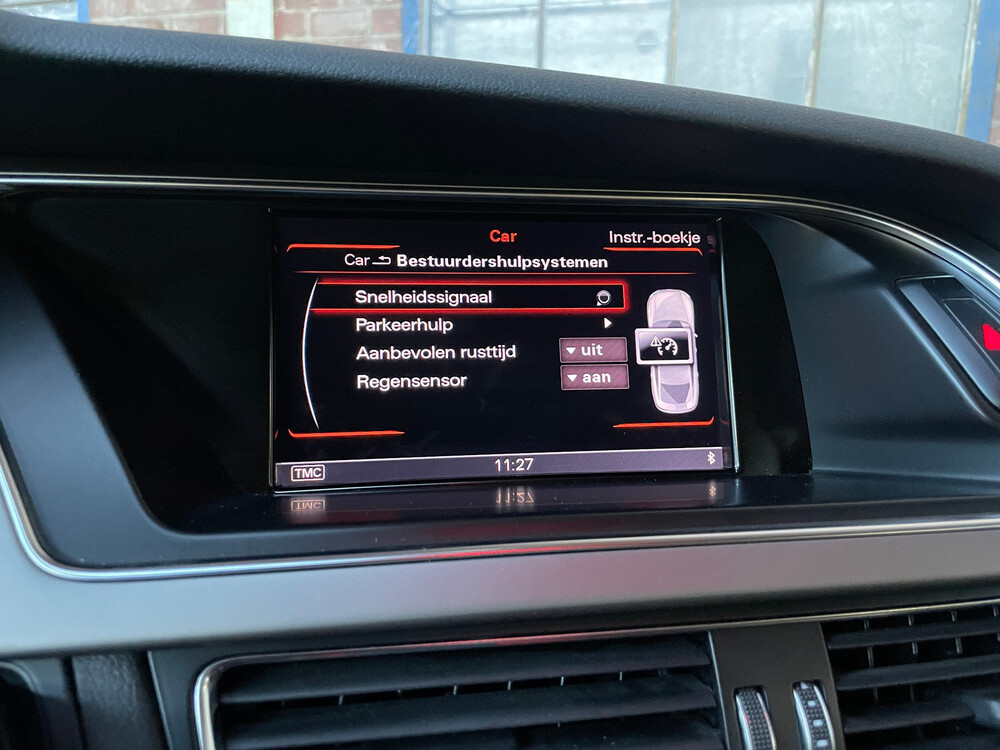 Car
Instr.-boekje
Car Bestuurdershulpsystemen
Snelheidssignaal
Parkeerhulp
Aanbevolen rusttijd uit
Regensensor aan
TMC 11:27